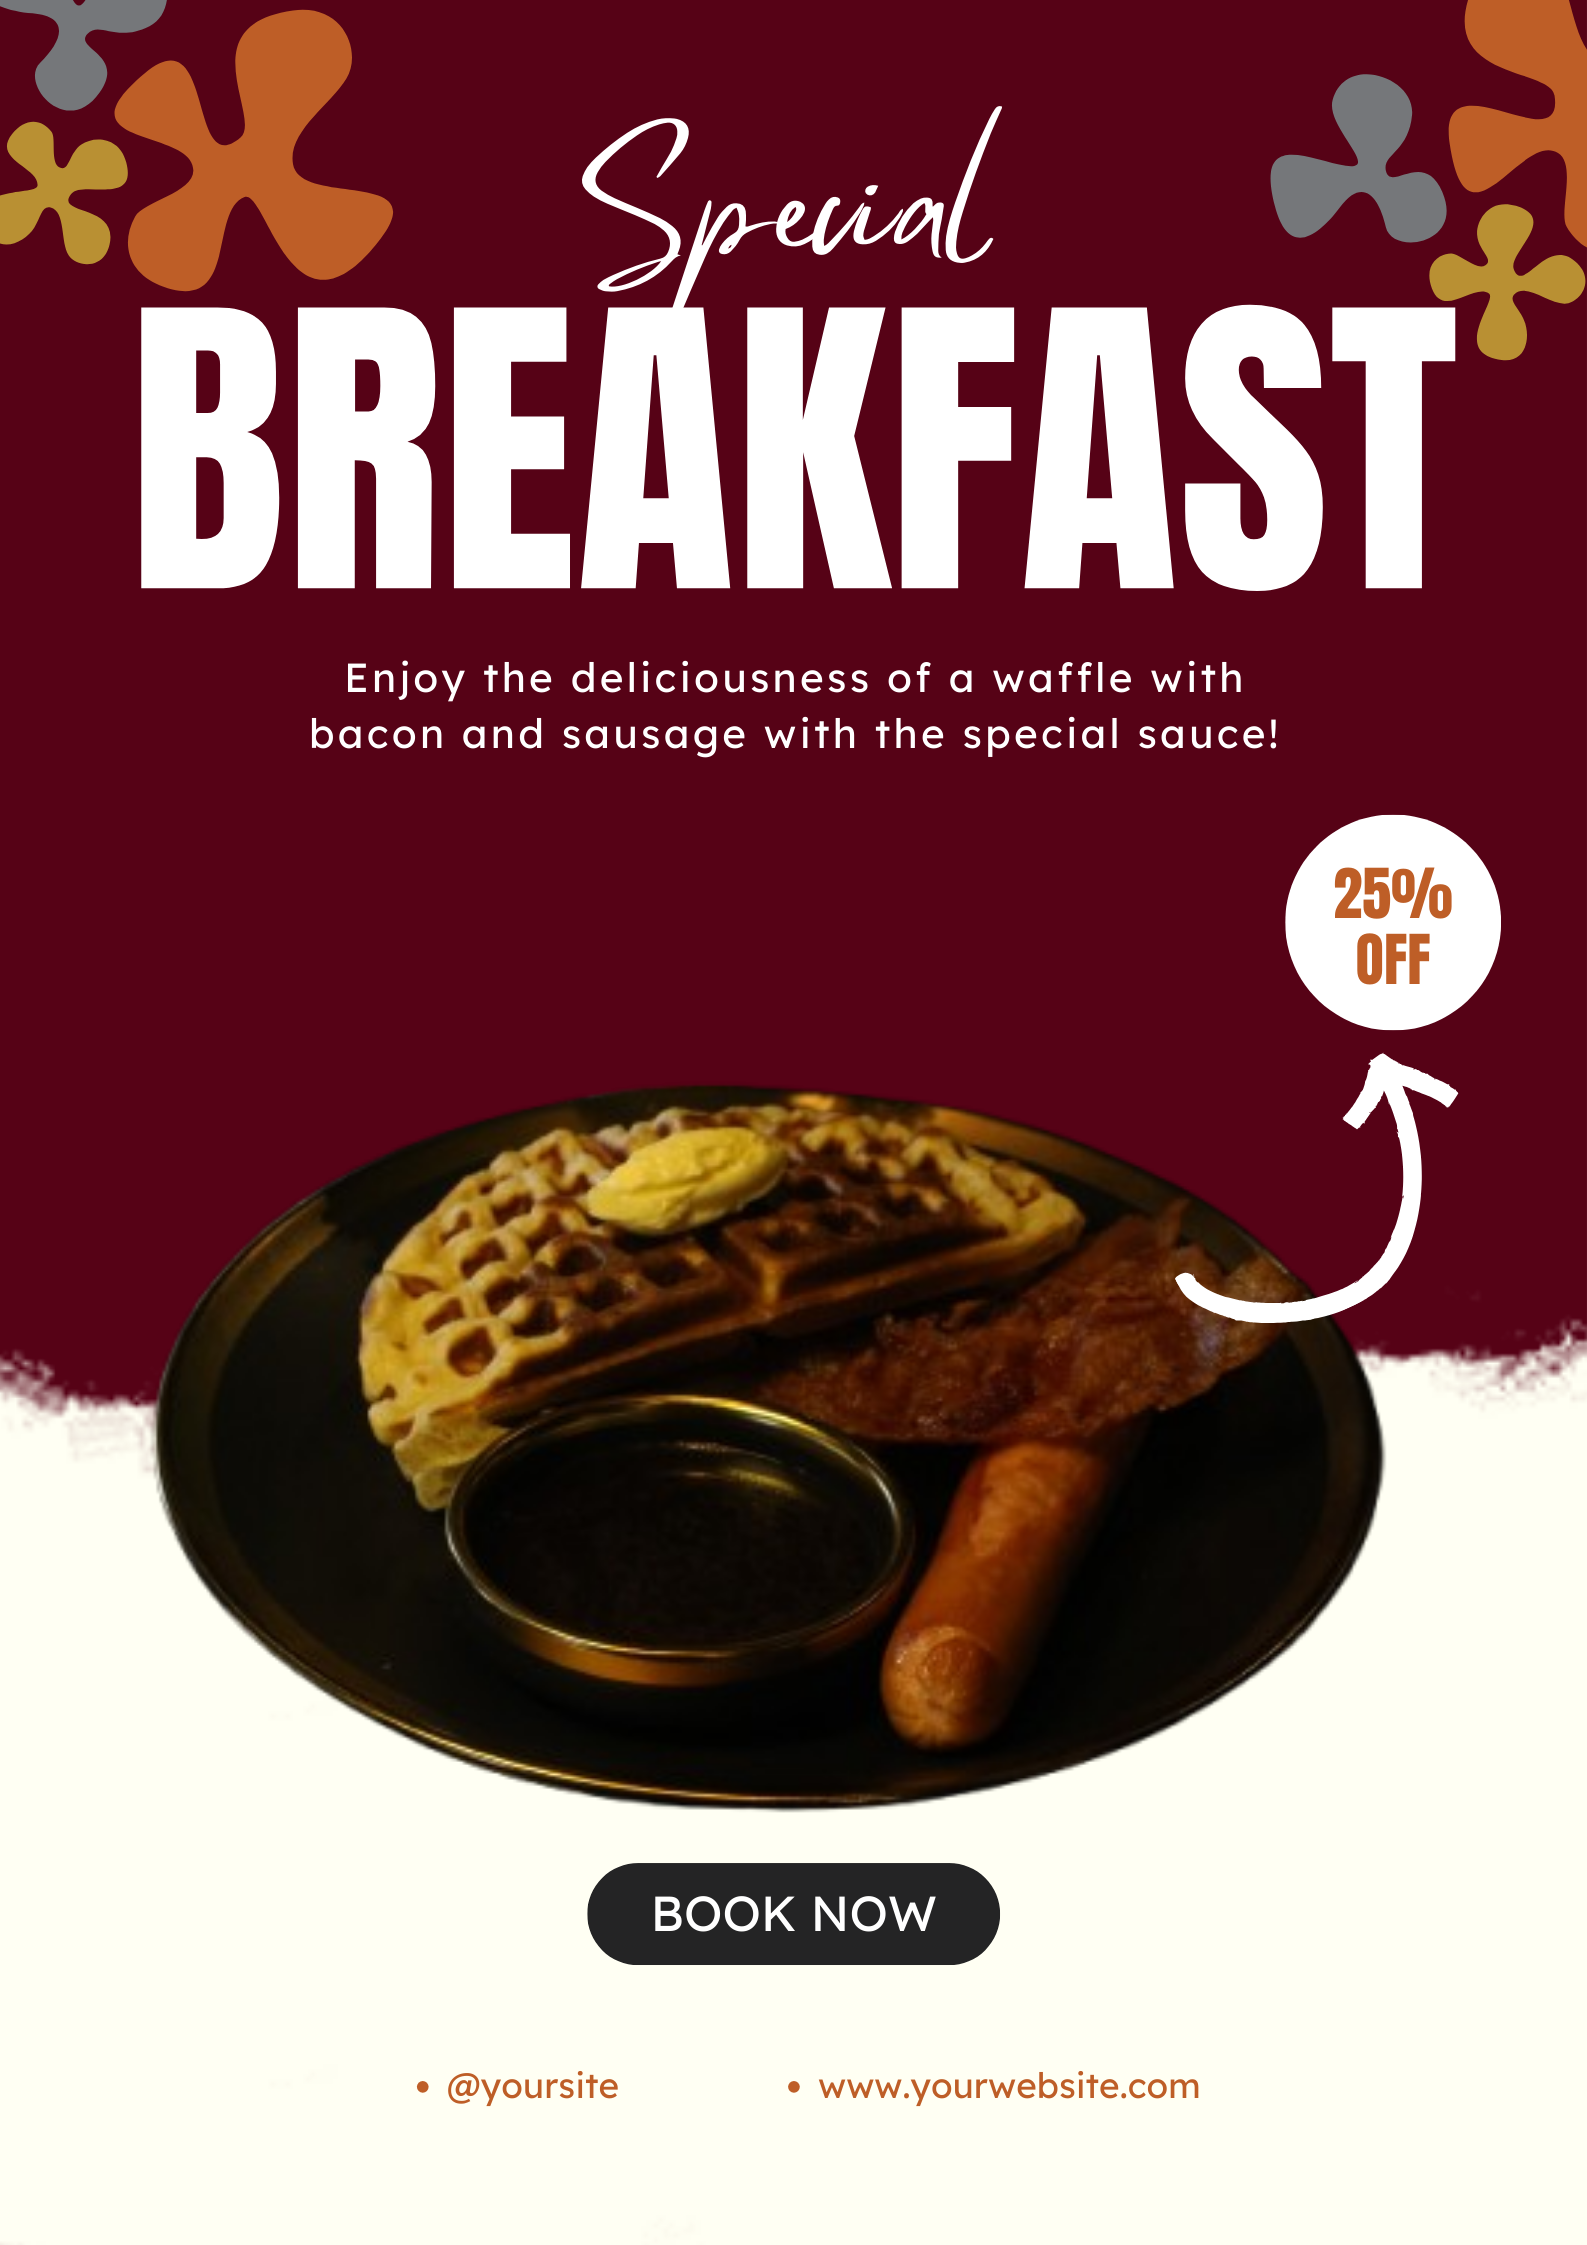 Special
BREAKFAST
Enjoy the deliciousness of a waffle with
bacon and sausage with the special sauce!
25%
OFF
BOOK NOW
• @yoursite
• www.yourwebsite.com